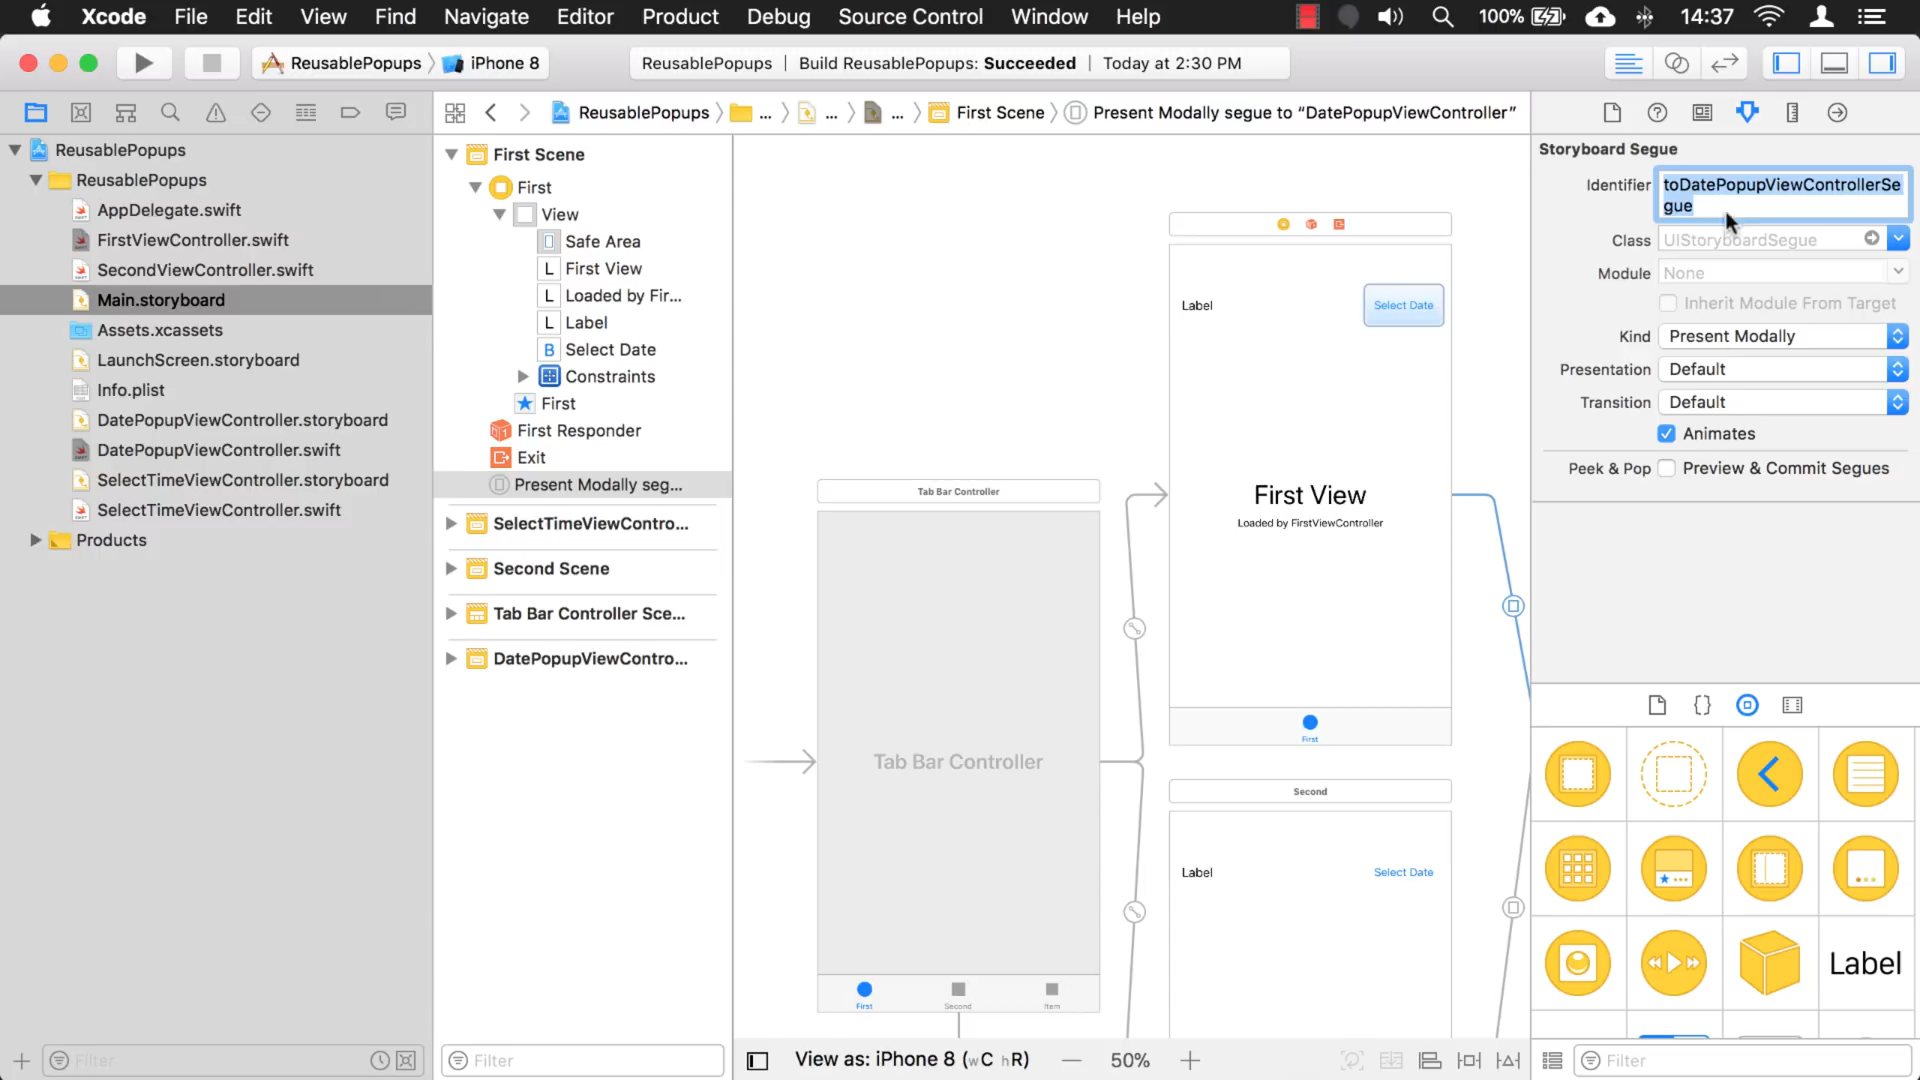 Xcode File Edit View Find Navigate Editor Product Debug Source Control Window Help 100% 14:37
ReusablePopups iPhone 8 ReusablePopups | Build ReusablePopups: Succeeded | Today at 2:30 PM
ReusablePopups ... ... ... First Scene Present Modally segue to “DatePopupViewController”
ReusablePopups
ReusablePopups
AppDelegate.swift
FirstViewController.swift
SecondViewController.swift
Main.storyboard
Assets.xcassets
LaunchScreen.storyboard
Info.plist
DatePopupViewController.storyboard
DatePopupViewController.swift
SelectTimeViewController.storyboard
SelectTimeViewController.swift
Products
Filter
First Scene
First
View
Safe Area
L First View
L Loaded by Fir...
L Label
B Select Date
Constraints
First
First Responder
Exit
Present Modally seg...
SelectTimeViewContro...
Second Scene
Tab Bar Controller Sce...
DatePopupViewContro...
Filter
Tab Bar Controller
Tab Bar Controller
First Second Item
Label Select Date
First View
Loaded by FirstViewController
First
Second
Label Select Date
View as: iPhone 8 (wC hR) 50%
Storyboard Segue
Identifier toDatePopupViewControllerSe
gue
Class UIStoryboardSegue
Module None
Inherit Module From Target
Kind Present Modally
Presentation Default
Transition Default
Animates
Peek & Pop Preview & Commit Segues
{}
Label
Filter